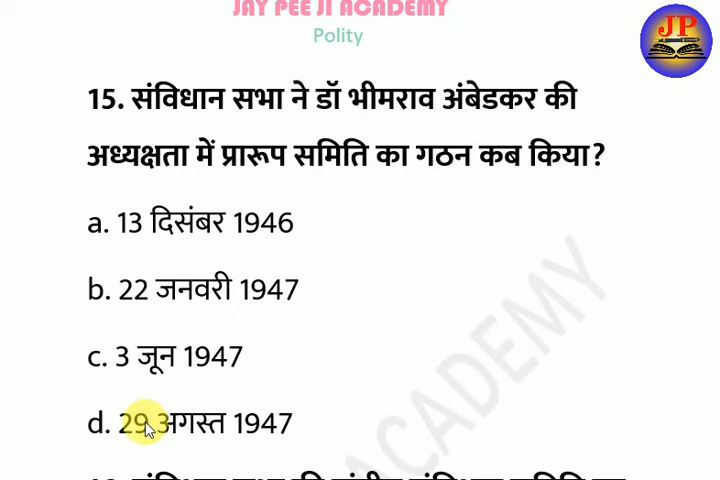 JAY PEE JI ACADEMY
Polity
JP
15. संविधान सभा ने डॉ भीमराव अंबेडकर की
अध्यक्षता में प्रारूप समिति का गठन कब किया?
a. 13 दिसंबर 1946
b. 22 जनवरी 1947
c. 3 जून 1947
d. 29 अगस्त 1947
ACADEMY